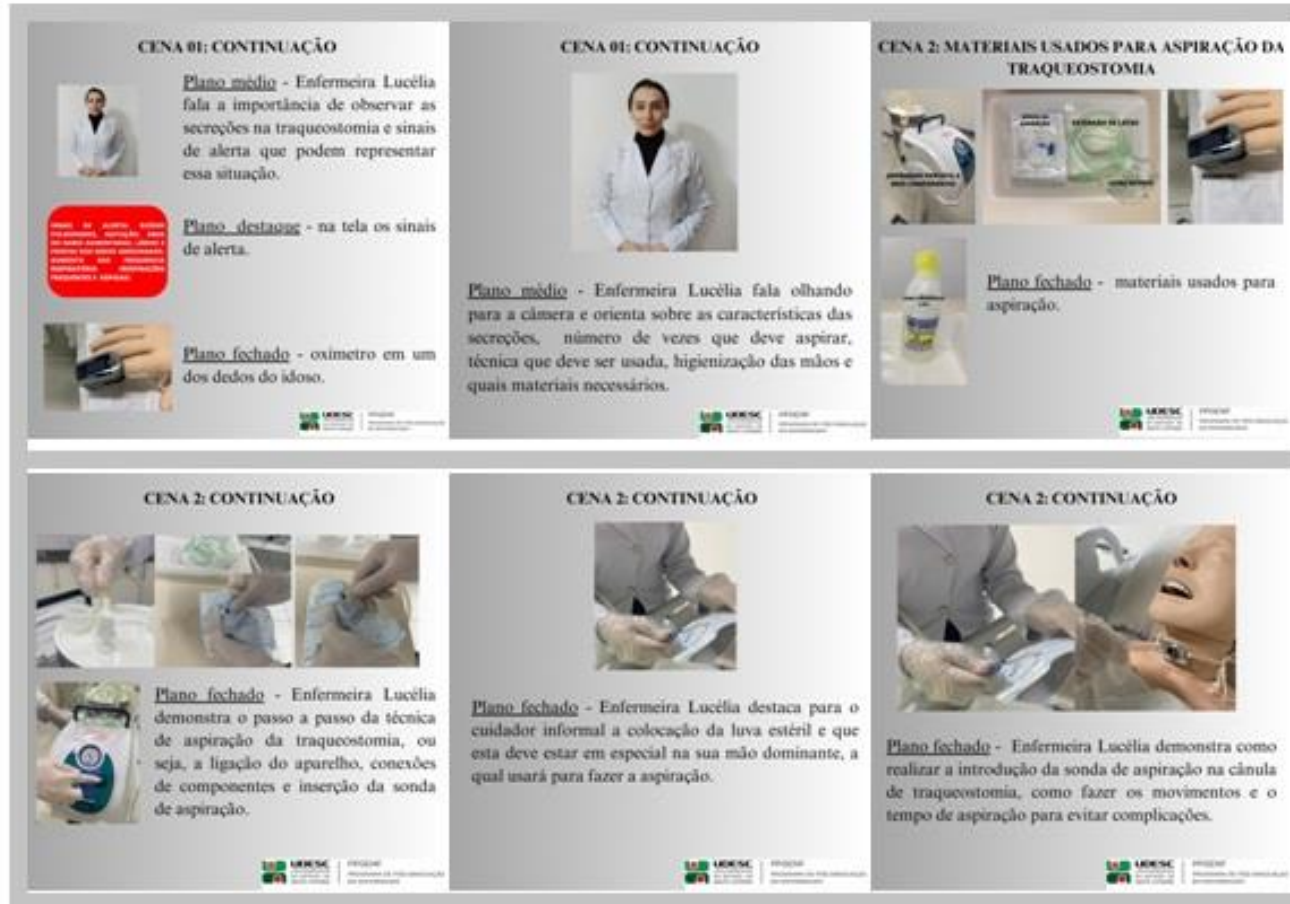 CENA 01: CONTINUAÇÃO
Plano médio - Enfermeira Lucélia
fala a importância de observar as
secreções na traqueostomia e sinais
de alerta que podem representar
essa situação.
Plano destaque - na tela os sinais
de alerta.
Plano fechado - oxímetro em um
dos dedos do idoso.
UDESC
CENA 01: CONTINUAÇÃO
Plano médio - Enfermeira Lucélia fala olhando
para a câmera e orienta sobre as características das
secreções, número de vezes que deve aspirar,
técnica que deve ser usada, higienização das mãos e
quais materiais necessários.
UDESC
CENA 2: MATERIAIS USADOS PARA ASPIRAÇÃO DA
TRAQUEOSTOMIA
Plano fechado - materiais usados para
aspiração.
UDESC
CENA 2: CONTINUAÇÃO
Plano fechado - Enfermeira Lucélia
demonstra o passo a passo da técnica
de aspiração da traqueostomia, ou
seja, a ligação do aparelho, conexões
de componentes e inserção da sonda
de aspiração.
UDESC
CENA 2: CONTINUAÇÃO
Plano fechado - Enfermeira Lucélia destaca para o
cuidador informal a colocação da luva estéril e que
esta deve estar em especial na sua mão dominante, a
qual usará para fazer a aspiração.
UDESC
CENA 2: CONTINUAÇÃO
Plano fechado - Enfermeira Lucélia demonstra como
realizar a introdução da sonda de aspiração na cânula
de traqueostomia, como fazer os movimentos e o
tempo de aspiração para evitar complicações.
UDESC